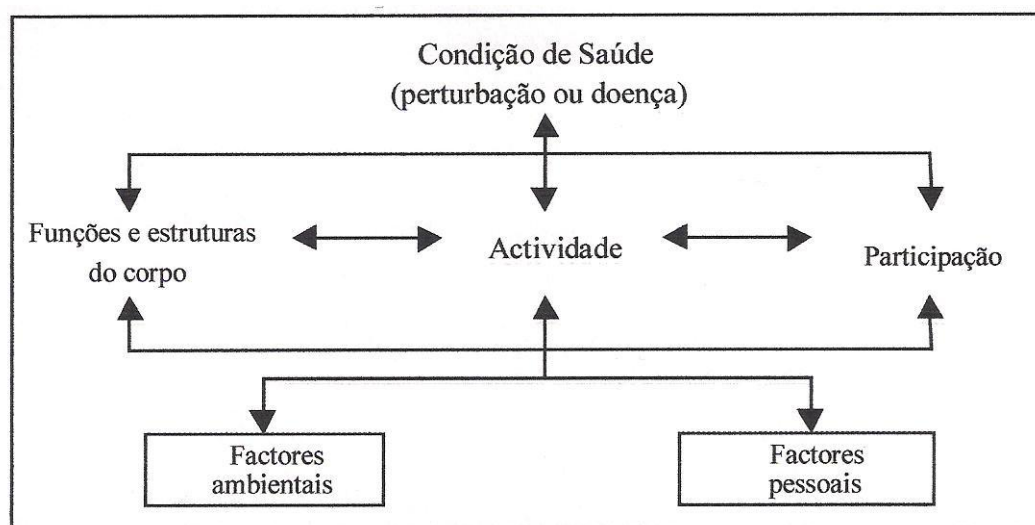 Condição de Saúde
(perturbação ou doença)
Funções e estruturas
do corpo
Actividade
Participação
Factores
ambientais
Factores
pessoais